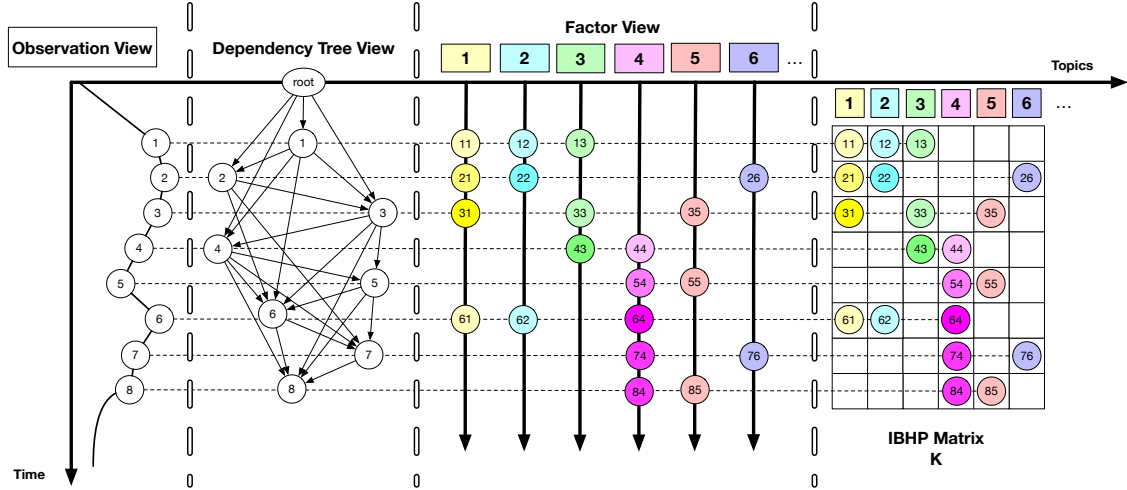 Observation View
Dependency Tree View
Factor View
1 2 3 4 5 6 ...
Topics
root
1 2 3 4 5 6 ...
1 1 11 12 13 11 12 13
2 2 21 22 26 21 22 26
3 3 31 33 35 31 33 35
4 4 43 44 43 44
5 5 54 55 54 55
6 6 61 62 64 61 62 64
7 7 74 76 74 76
8 8 84 85 84 85
IBHP Matrix
K
Time